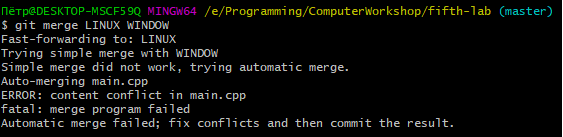 Пётр@DESKTOP-MSCF59Q MINGW64 /e/Programming/ComputerWorkshop/fifth-lab (master)
$ git merge LINUX WINDOW
Fast-forwarding to: LINUX
Trying simple merge with WINDOW
Simple merge did not work, trying automatic merge.
Auto-merging main.cpp
ERROR: content conflict in main.cpp
fatal: merge program failed
Automatic merge failed; fix conflicts and then commit the result.